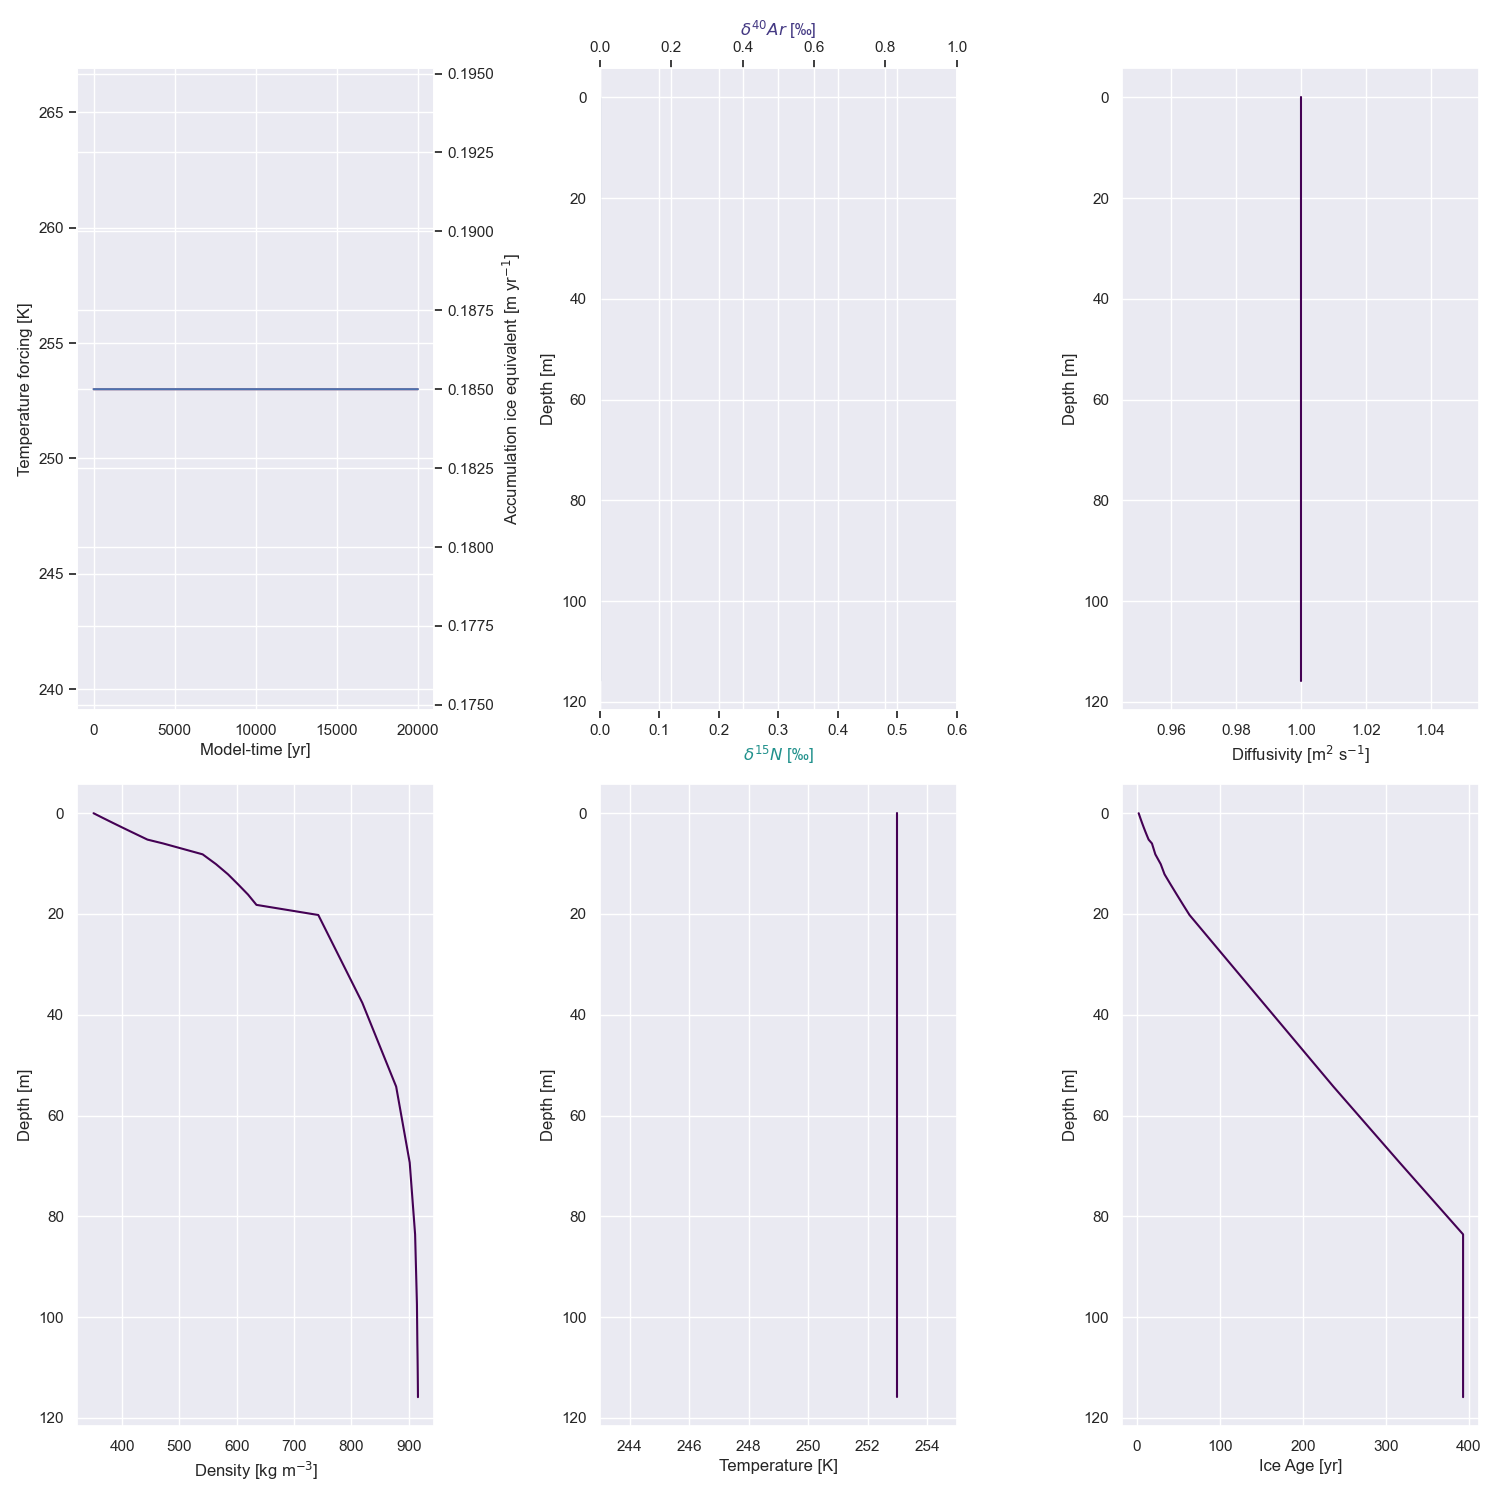 265
260
255
250
245
240
Temperature forcing [K]
0 5000 10000 15000 20000
Model-time [yr]
0.1950
0.1925
0.1900
0.1875
0.1850
0.1825
0.1800
0.1775
0.1750
Accumulation ice equivalent [m yr⁻¹]
δ⁴⁰Ar [‰]
0.0 0.2 0.4 0.6 0.8 1.0
0
20
40
60
80
100
120
Depth [m]
0.0 0.1 0.2 0.3 0.4 0.5 0.6
δ¹⁵N [‰]
0
20
40
60
80
100
120
Depth [m]
0.96 0.98 1.00 1.02 1.04
Diffusivity [m² s⁻¹]
0
20
40
60
80
100
120
Depth [m]
400 500 600 700 800 900
Density [kg m⁻³]
0
20
40
60
80
100
120
Depth [m]
244 246 248 250 252 254
Temperature [K]
0
20
40
60
80
100
120
Depth [m]
0 100 200 300 400
Ice Age [yr]